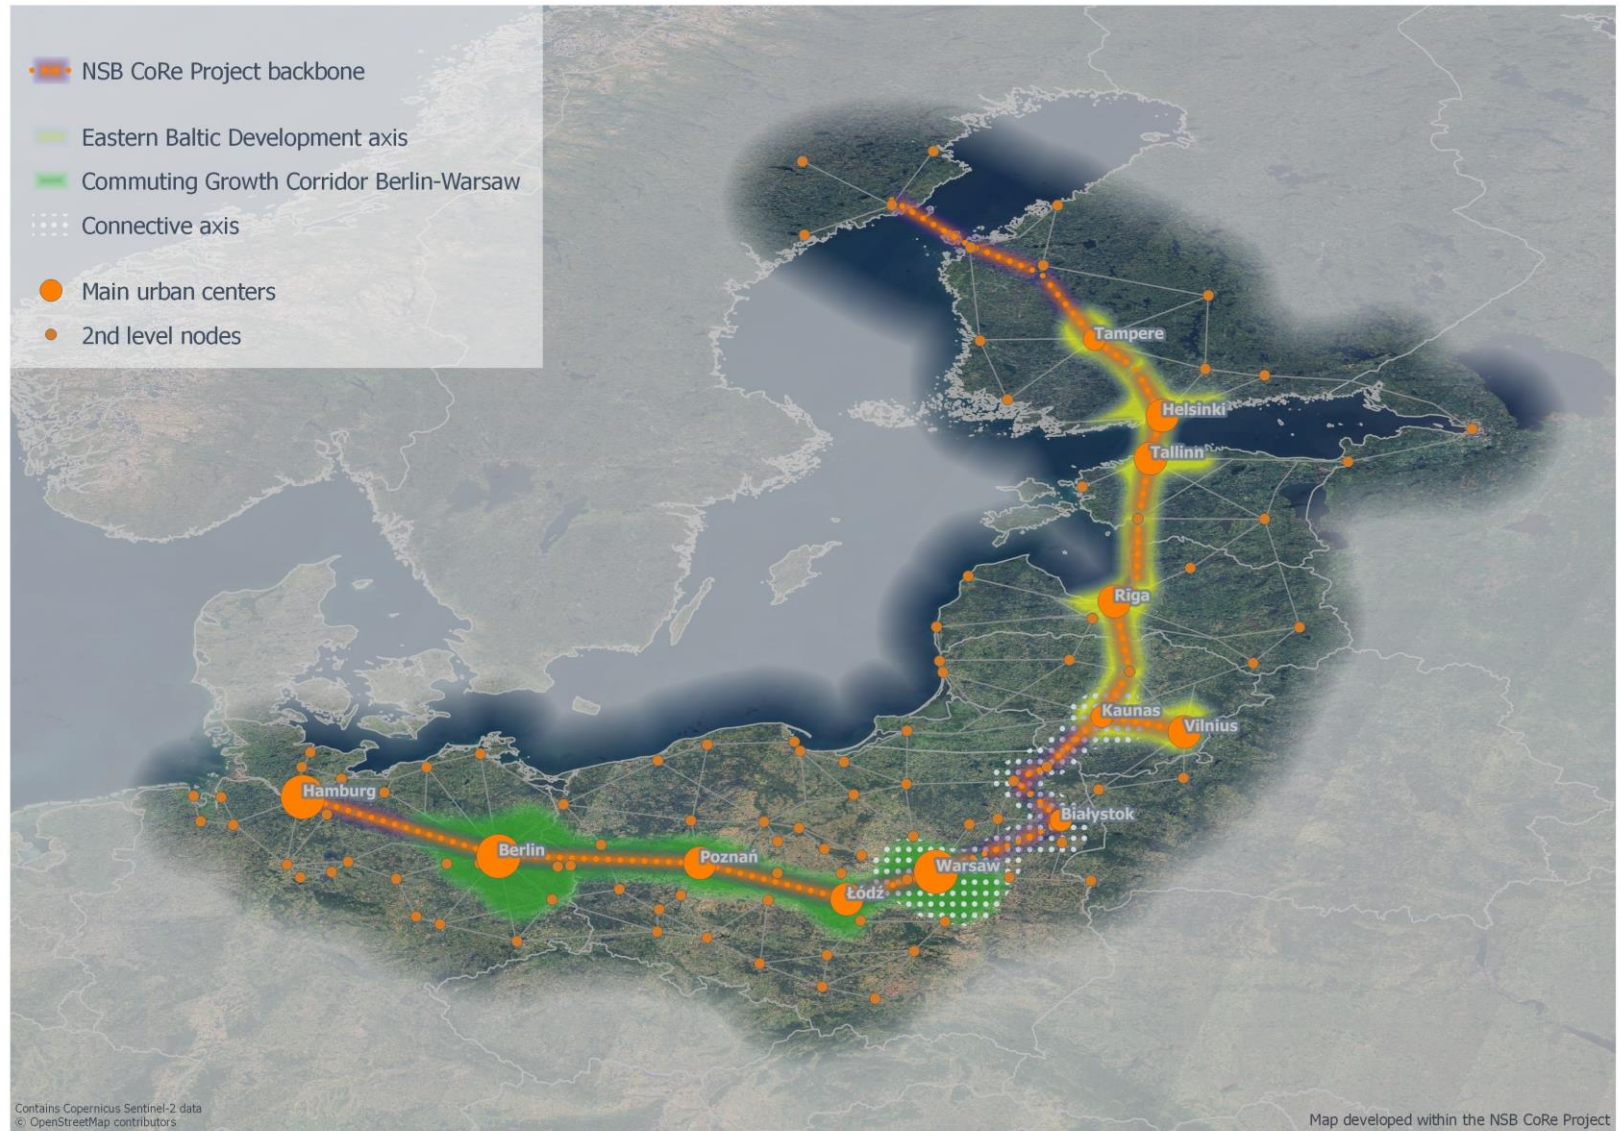 NSB CoRe Project backbone
Eastern Baltic Development axis
Commuting Growth Corridor Berlin-Warsaw
Connective axis
Main urban centers
2nd level nodes
Tampere
Helsinki
Tallinn
Riga
Kaunas
Vilnius
Hamburg
Białystok
Berlin
Poznań
Warsaw
Łódź
Contains Copernicus Sentinel-2 data
© OpenStreetMap contributors
Map developed within the NSB CoRe Project